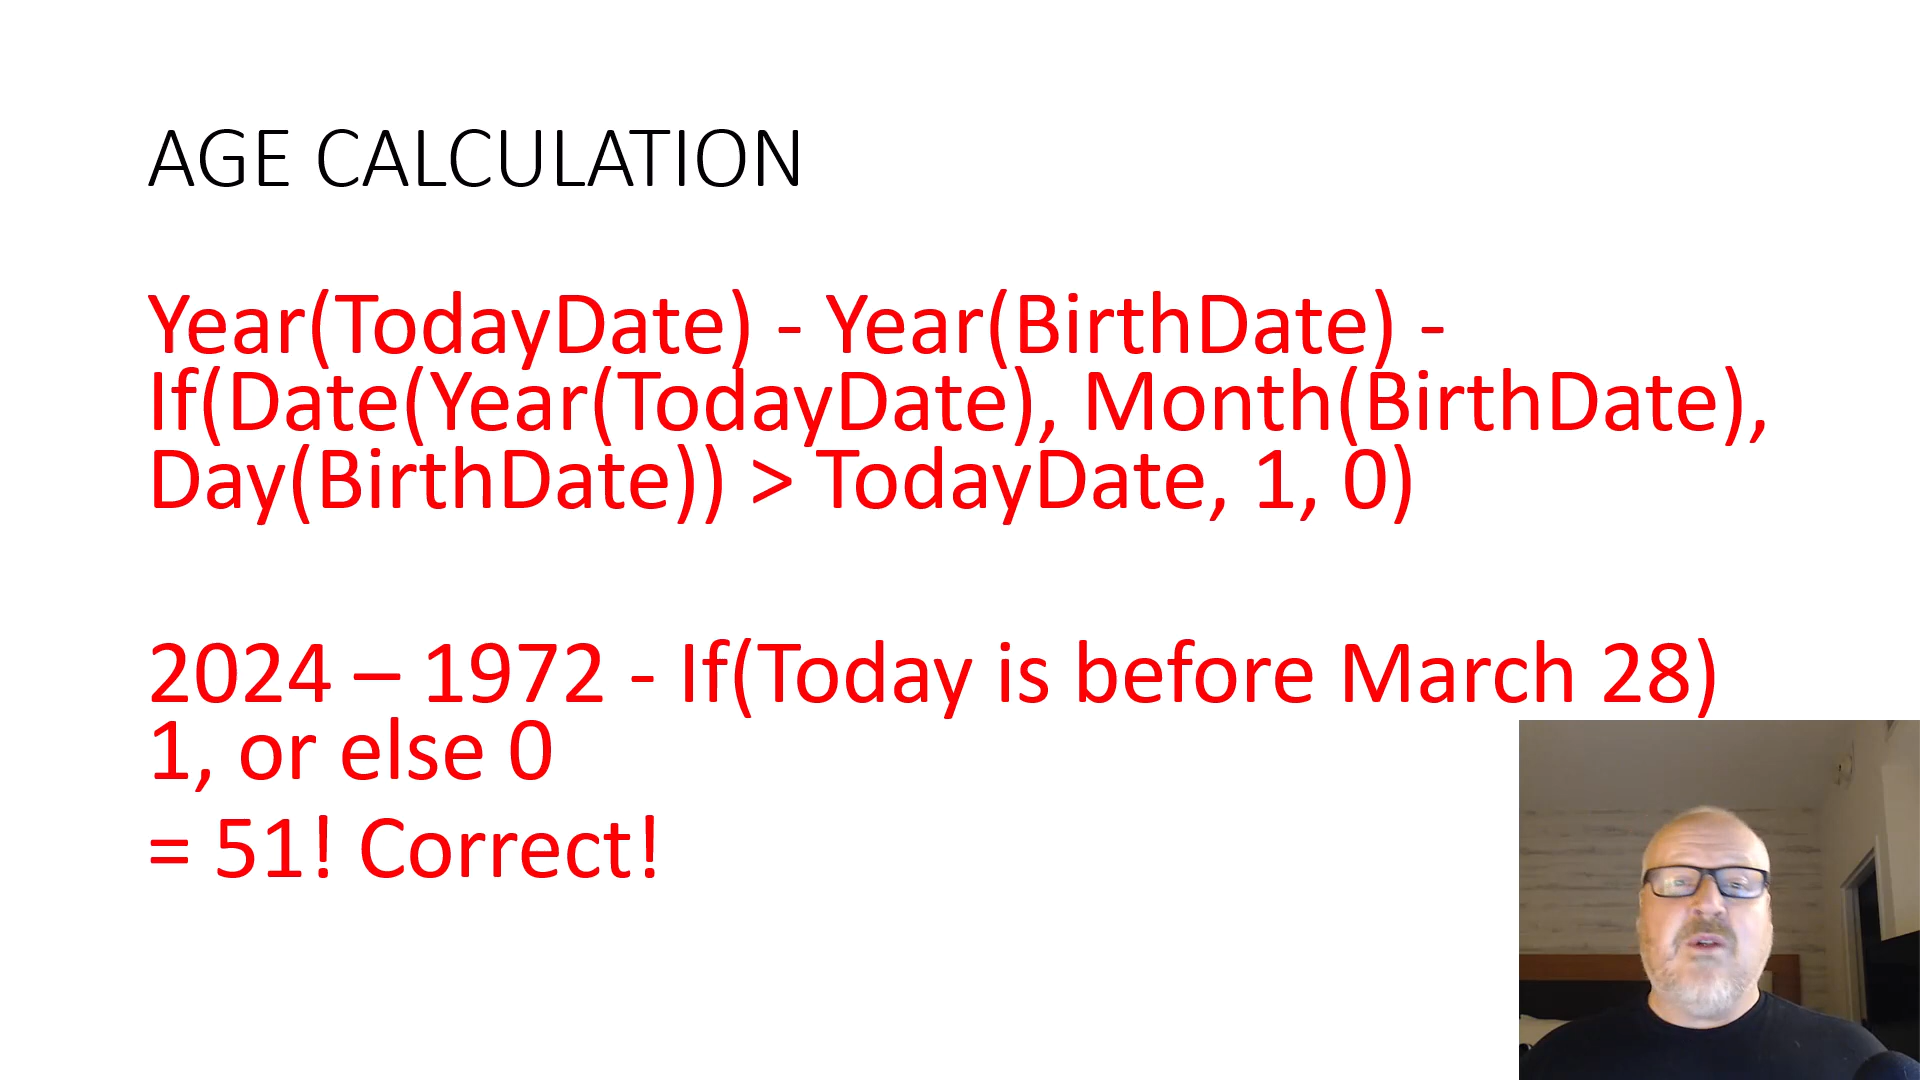 AGE CALCULATION
Year(TodayDate) - Year(BirthDate) -
If(Date(Year(TodayDate), Month(BirthDate),
Day(BirthDate)) > TodayDate, 1, 0)
2024 – 1972 - If(Today is before March 28)
1, or else 0
= 51! Correct!